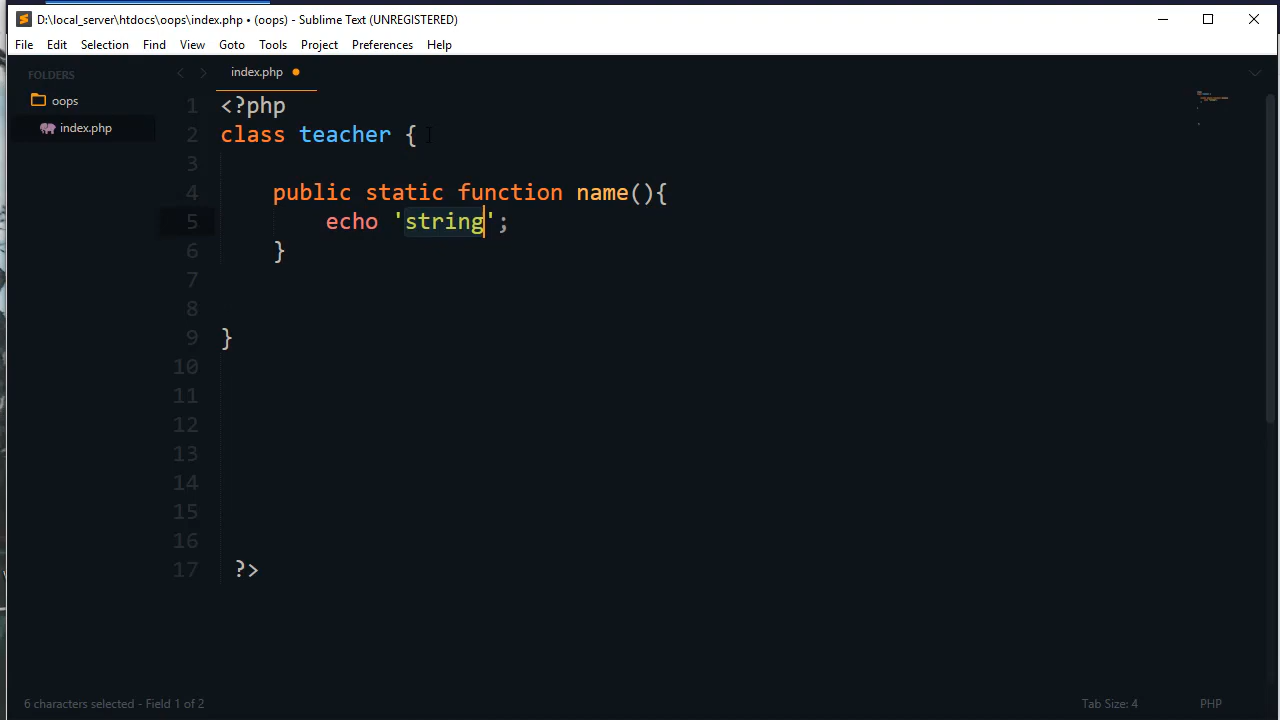 D:\local_server\htdocs\oops\index.php • (oops) - Sublime Text (UNREGISTERED)
File Edit Selection Find View Goto Tools Project Preferences Help
FOLDERS
oops
index.php
index.php
1 <?php
2 class teacher {
3
4 public static function name(){
5 echo 'string';
6 }
7
8
9 }
10
11
12
13
14
15
16
17 ?>
6 characters selected - Field 1 of 2
Tab Size: 4
PHP